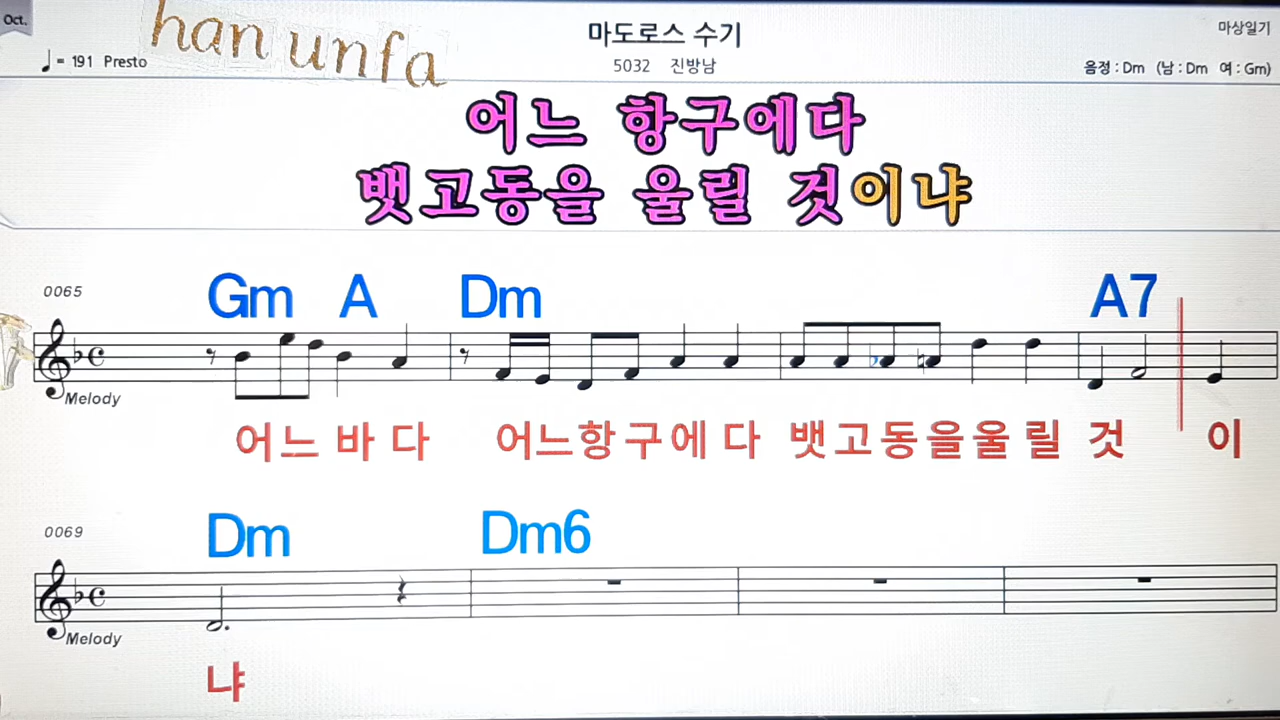 Oct.
han unfa
마도로스 수기
마상일기
♩= 191 Presto
5032 진방남
음정 : Dm (남 : Dm 여 : Gm)
어느 항구에다
뱃고동을 울릴 것이냐
0065
Gm A Dm A7
Melody
어느 바 다 어느항구에 다 뱃고동을울 릴 것 이
0069
Dm Dm6
Melody
냐